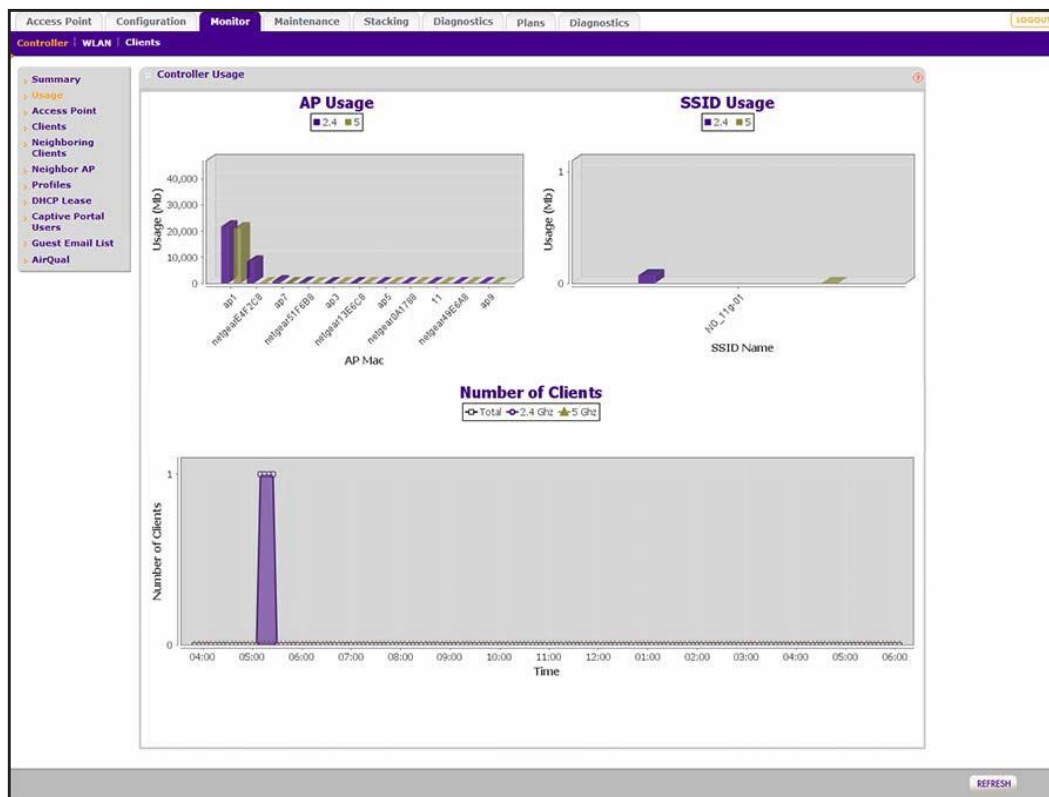 Access Point Configuration Monitor Maintenance Stacking Diagnostics Plans Diagnostics LOGOUT
Controller WLAN Clients
Summary
Usage
Access Point
Clients
Neighboring
Clients
Neighbor AP
Profiles
DHCP Lease
Captive Portal
Users
Guest Email List
AirQual
Controller Usage
AP Usage
2.4 5
Usage (Mb)
40,000
30,000
20,000
10,000
0
ap1
netgearE4F2C8
ap7
netgear51F6B8
ap3
netgear13E6C8
ap5
netgear0A1788
11
netgear49E6A8
ap9
AP Mac
SSID Usage
2.4 5
Usage (Mb)
1
0
NG_11g-01
SSID Name
Number of Clients
Total 2.4 Ghz 5 Ghz
Number of Clients
1
0
04:00 05:00 06:00 07:00 08:00 09:00 10:00 11:00 12:00 01:00 02:00 03:00 04:00 05:00 06:00
Time
REFRESH